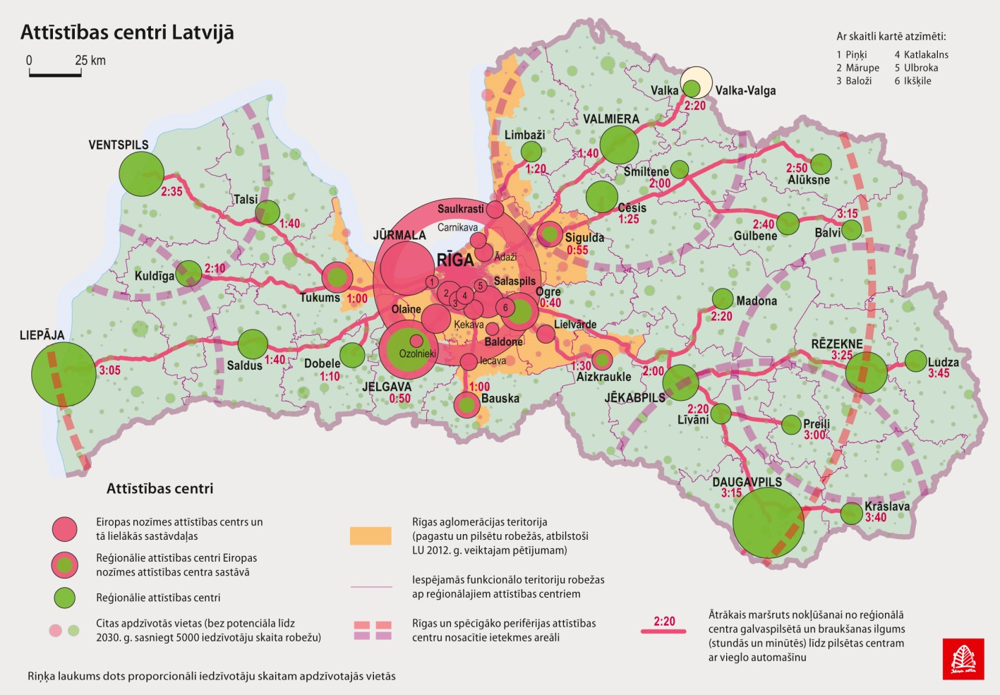 Attīstības centri Latvijā
0 25 km
Ar skaitli kartē atzīmēti:
1 Piņķi 4 Katlakalns
2 Mārupe 5 Ulbroka
3 Baloži 6 Ikšķile
Valka
Valka-Valga
2:20
VALMIERA
1:40
Limbaži
1:20
VENTSPILS
2:35
Smiltene
2:00
2:50
Alūksne
Talsi
1:40
Cēsis
1:25
Saulkrasti
Carnikava
3:15
Balvi
2:40
Gulbene
JŪRMALA
RĪGA
Ādaži
Sigulda
0:55
Kuldīga
2:10
Tukums
1:00
1
2
3
4
5
6
Salaspils
Ogre
0:40
Olaine
Ķekava
Baldone
Lielvārde
Madona
2:20
LIEPĀJA
3:05
Saldus
1:40
Dobele
1:10
Ozolnieki
Iecava
JELGAVA
0:50
1:00
Bauska
1:30
Aizkraukle
2:00
JĒKABPILS
RĒZEKNE
3:25
Ludza
3:45
2:20
Līvāni
Preiļi
3:00
DAUGAVPILS
3:15
Krāslava
3:40
Attīstības centri
Eiropas nozīmes attīstības centrs un
tā lielākās sastāvdaļas
Reģionālie attīstības centri Eiropas
nozīmes attīstības centra sastāvā
Reģionālie attīstības centri
Citas apdzīvotās vietas (bez potenciāla līdz
2030. g. sasniegt 5000 iedzīvotāju skaita robežu)
Rīgas aglomerācijas teritorija
(pagastu un pilsētu robežās, atbilstoši
LU 2012. g. veiktajam pētījumam)
Iespējamās funkcionālo teritoriju robežas
ap reģionālajiem attīstības centriem
Rīgas un spēcīgāko perifērijas attīstības
centru nosacītie ietekmes areāli
2:20
Ātrākais maršruts nokļūšanai no reģionālā
centra galvaspilsētā un braukšanas ilgums
(stundās un minūtēs) līdz pilsētas centram
ar vieglo automašīnu
Riņķa laukums dots proporcionāli iedzīvotāju skaitam apdzīvotajās vietās
Jāņa sēta